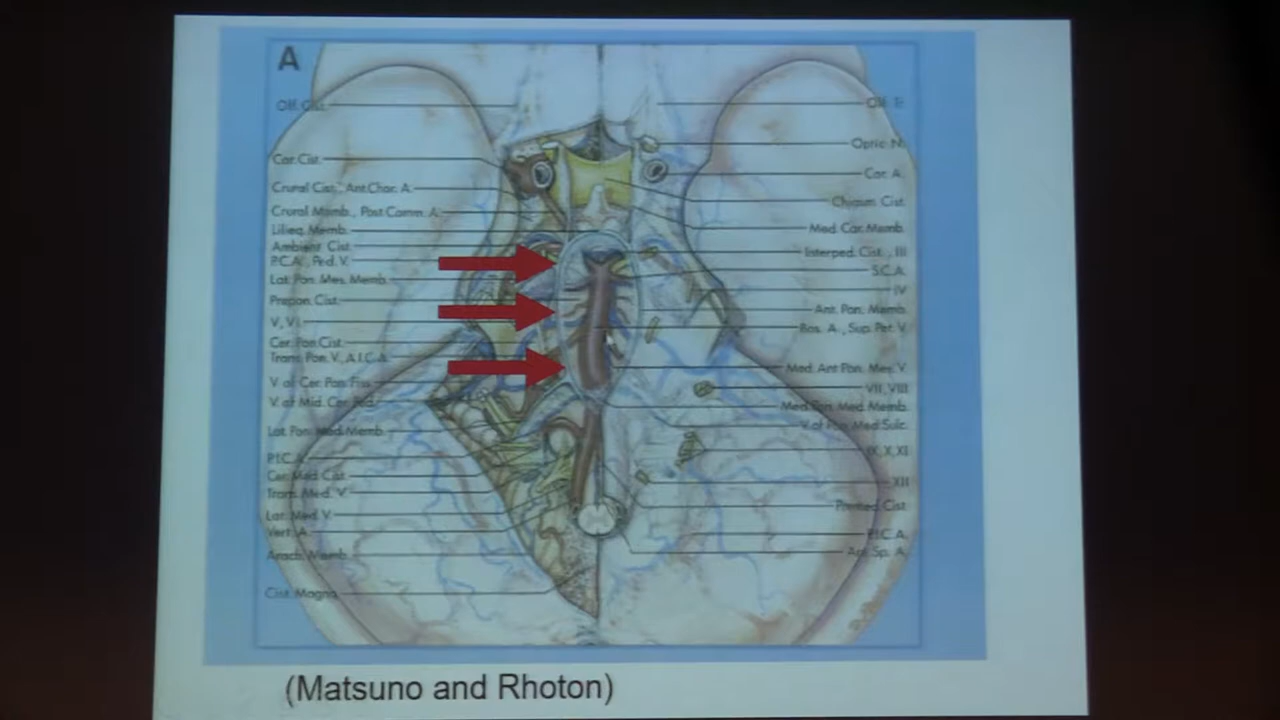 A
Car. Cist.
Crural Cist., Ant. Chor. A.
Crural Memb., Post. Comm. A.
Lilieq. Memb.
Ambient Cist.
P.C.A., Ped. V.
Lat. Pon. Mes. Memb.
Prepon. Cist.
V, VI
Cer. Pon. Cist.
Trans. Pon. V., A.I.C.A.
V. of Cer. Pon. Fiss.
V. of Mid. Cer. Ped.
Lat. Pon. Med. Memb.
P.I.C.A.
Cer. Med. Cist.
Trans. Med. V.
Lat. Med. V.
Vert. A.
Arach. Memb.
Cist. Magna
Olf. Tr.
Optic N.
Car. A.
Chiasm. Cist.
Med. Car. Memb.
Interped. Cist., III
S.C.A.
IV
Ant. Pon. Memb.
Bas. A., Sup. Pet. V.
Med. Ant. Pon. Mes. V.
VII, VIII
Med. Pon. Med. Memb.
V. of Pon. Med. Sulc.
IX, X, XI
XII
Premed. Cist.
P.I.C.A.
Ant. Sp. A.
(Matsuno and Rhoton)